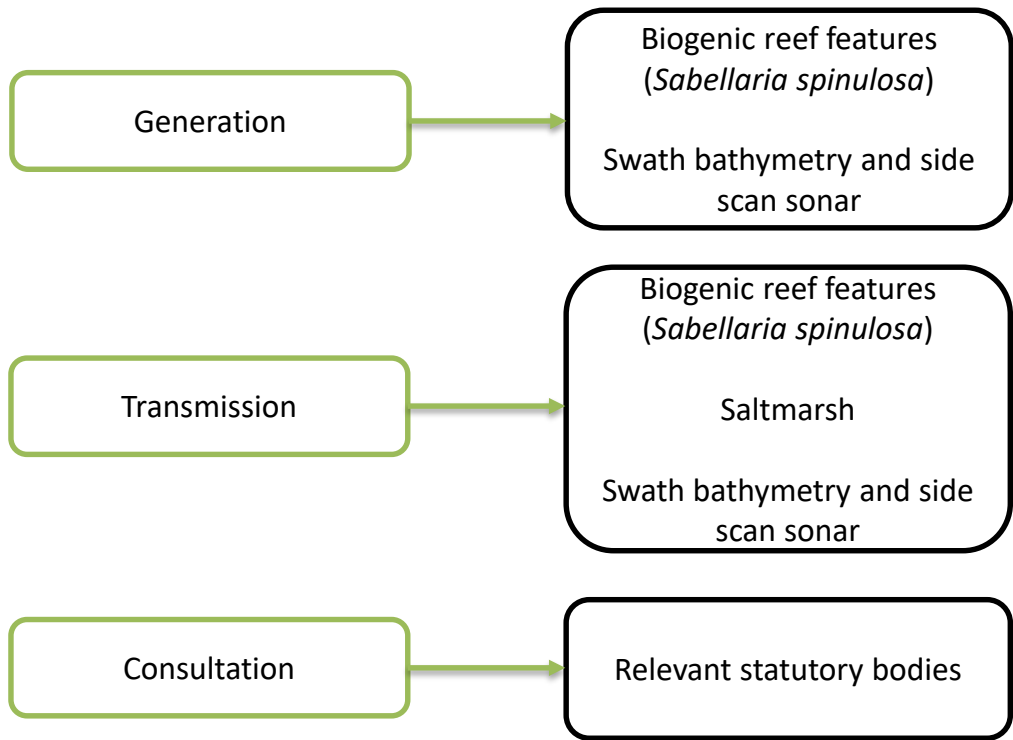 Generation
Biogenic reef features
(Sabellaria spinulosa)
Swath bathymetry and side
scan sonar
Transmission
Biogenic reef features
(Sabellaria spinulosa)
Saltmarsh
Swath bathymetry and side
scan sonar
Consultation
Relevant statutory bodies